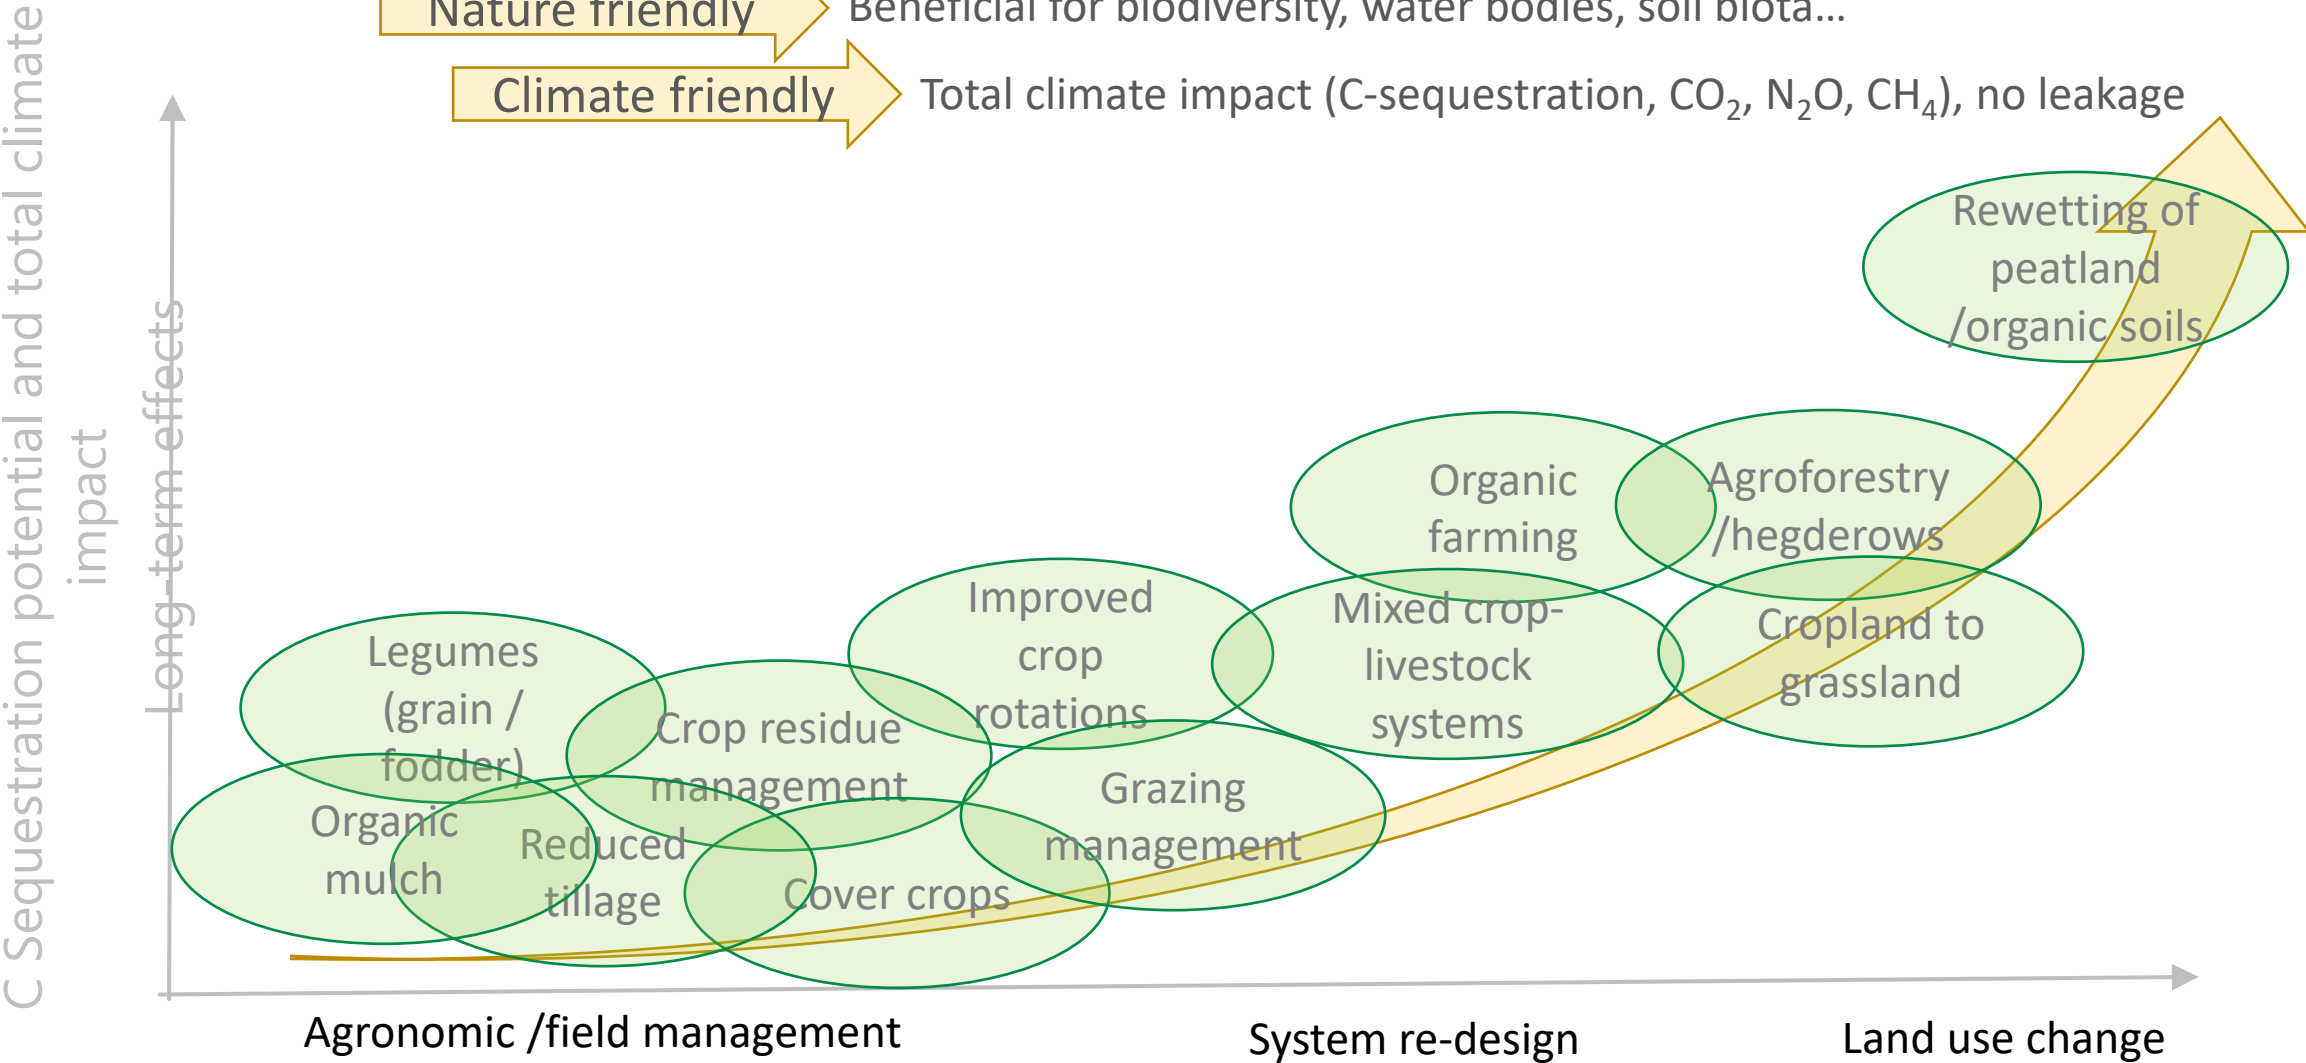 Nature friendly
Beneficial for biodiversity, water bodies, soil biota...
Climate friendly
Total climate impact (C-sequestration, CO₂, N₂O, CH₄), no leakage
C Sequestration potential and total climate
impact
Long-term effects
Rewetting of
peatland
/organic soils
Organic
farming
Agroforestry
/hegderows
Improved
crop
rotations
Mixed crop-
livestock
systems
Cropland to
grassland
Legumes
(grain /
fodder)
Crop residue
management
Grazing
management
Organic
mulch
Reduced
tillage
Cover crops
Agronomic /field management
System re-design
Land use change